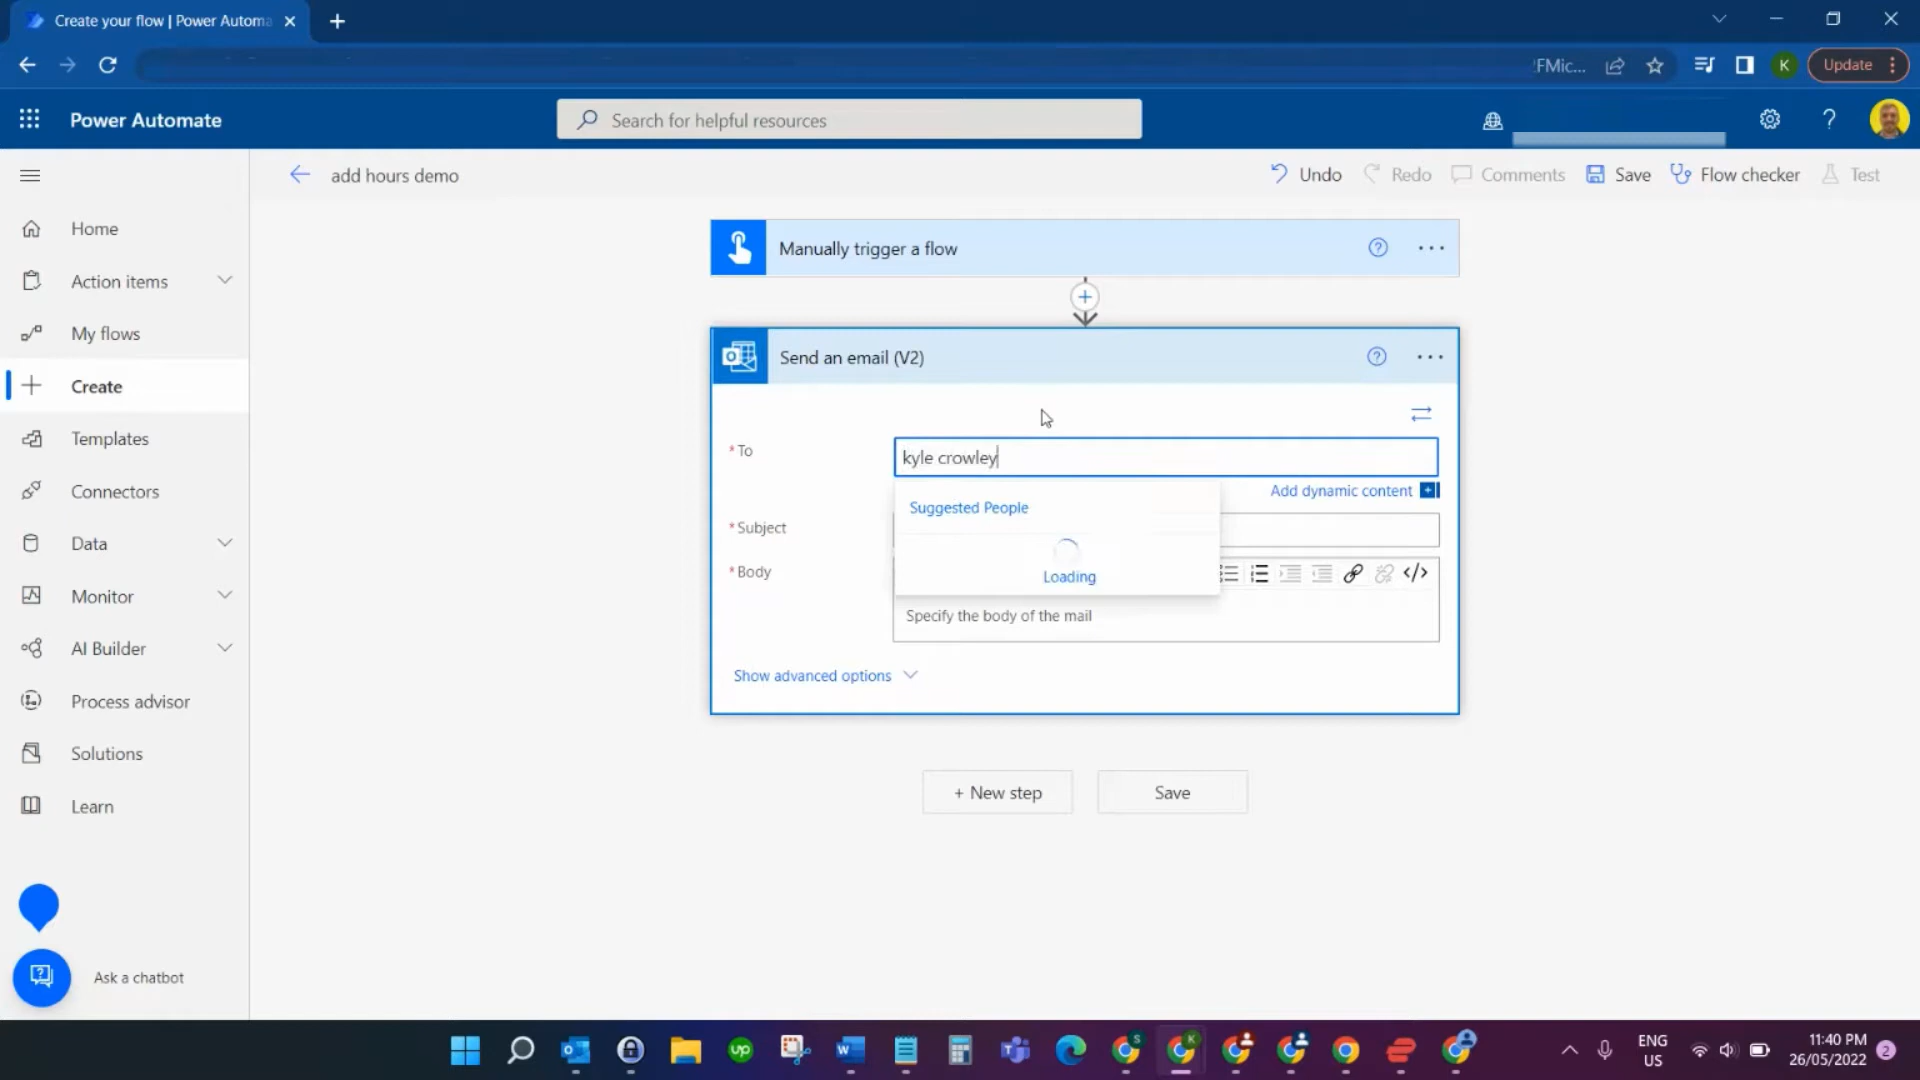 Create your flow | Power Automa
!FMic...
K
Update
Power Automate
Search for helpful resources
add hours demo
Undo
Redo
Comments
Save
Flow checker
Test
Home
Action items
My flows
Create
Templates
Connectors
Data
Monitor
AI Builder
Process advisor
Solutions
Learn
Ask a chatbot
Manually trigger a flow
Send an email (V2)
*To
kyle crowley
Add dynamic content
Suggested People
*Subject
Loading
*Body
Specify the body of the mail
Show advanced options
+ New step
Save
ENG
US
11:40 PM
26/05/2022
2